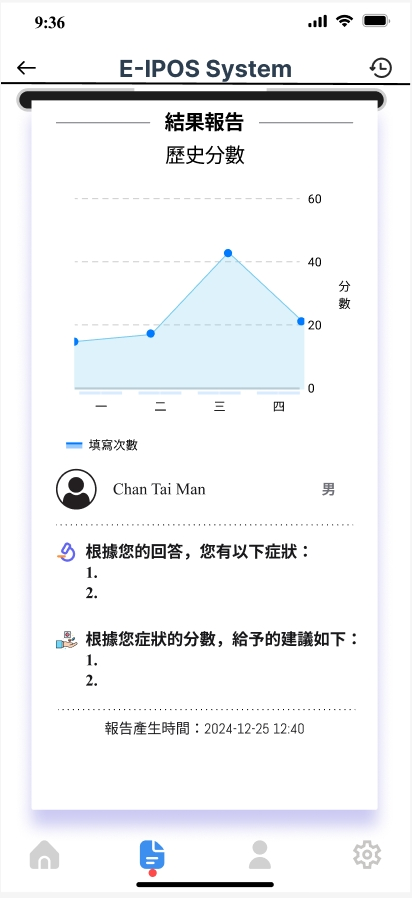 9:36
E-IPOS System
結果報告
歷史分數
60
40
分
數
20
0
一 二 三 四
填寫次數
Chan Tai Man 男
根據您的回答，您有以下症狀：
1.
2.
根據您症狀的分數，給予的建議如下：
1.
2.
報告產生時間：2024-12-25 12:40